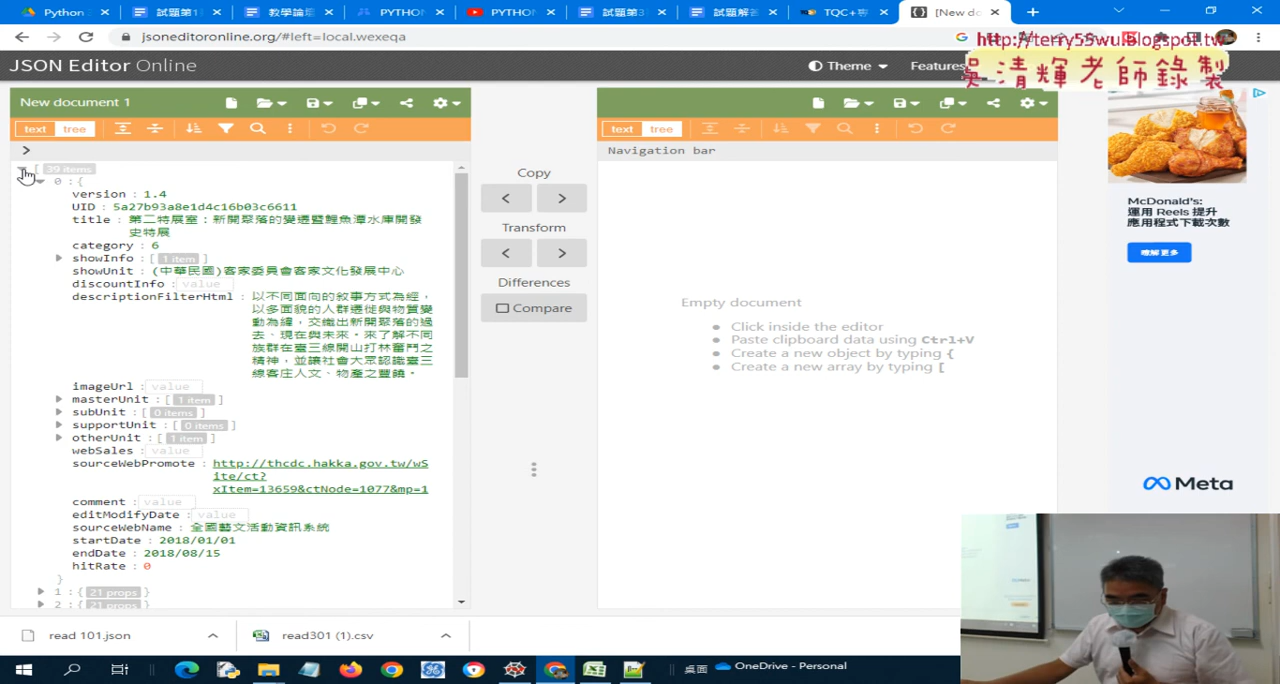 Python
試題第1
教學論壇
PYTHON
PYTHON
試題第3
試題解答
TQC+專
[New do
jsoneditoronline.org/#left=local.wexeqa
http://terry55wu.blogspot.tw
吳清輝老師錄製
JSON Editor Online
Theme
Features
New document 1
text tree
text tree
Navigation bar
[ 39 items ]
0 : {
version : 1.4
UID : 5a27b93a8e1d4c16b03c6611
title : 第二特展室：新開聚落的變遷暨鯉魚潭水庫開發
史特展
category : 6
showInfo : [ 1 item ]
showUnit : (中華民國)客家委員會客家文化發展中心
discountInfo : value
descriptionFilterHtml : 以不同面向的敘事方式為經，
以多面貌的人群遷徙與物質變
動為緯，交織出新開聚落的過
去、現在與未來。來了解不同
族群在臺三線開山打林奮鬥之
精神，並讓社會大眾認識臺三
線客庄人文、物產之豐饒。
imageUrl : value
masterUnit : [ 1 item ]
subUnit : [ 0 items ]
supportUnit : [ 0 items ]
otherUnit : [ 1 item ]
webSales : value
sourceWebPromote : http://thcdc.hakka.gov.tw/wS
ite/ct?
xItem=13659&ctNode=1077&mp=1
comment : value
editModifyDate : value
sourceWebName : 全國藝文活動資訊系統
startDate : 2018/01/01
endDate : 2018/08/15
hitRate : 0
}
1 : { 21 props }
2 : { 21 props }
Copy
< >
Transform
< >
Differences
Compare
Empty document
• Click inside the editor
• Paste clipboard data using Ctrl+V
• Create a new object by typing {
• Create a new array by typing [
McDonald's:
運用 Reels 提升
應用程式下載次數
瞭解更多
Meta
read 101.json
read301 (1).csv
桌面
OneDrive - Personal